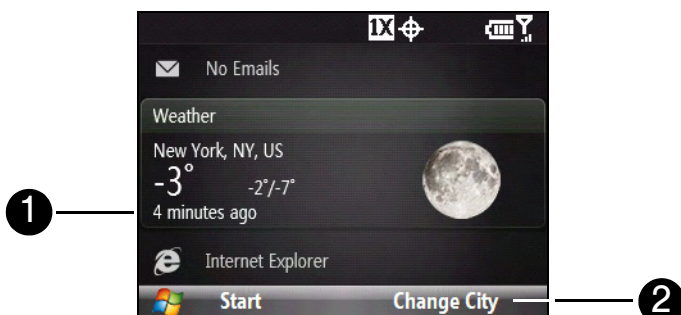 1X
No Emails
Weather
New York, NY, US
-3°
-2°/-7°
4 minutes ago
1
Internet Explorer
Start
Change City
2